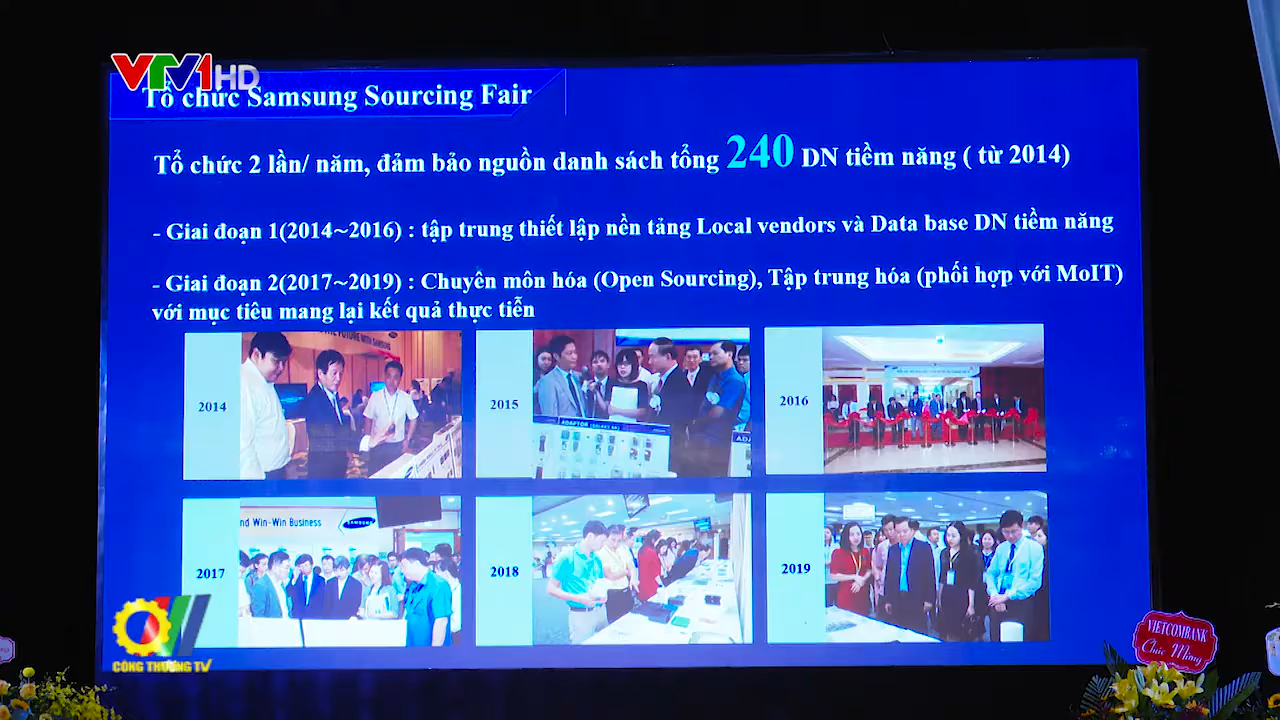 VTV1 HD
Tổ chức Samsung Sourcing Fair
Tổ chức 2 lần/ năm, đảm bảo nguồn danh sách tổng 240 DN tiềm năng ( từ 2014)
- Giai đoạn 1(2014~2016) : tập trung thiết lập nền tảng Local vendors và Data base DN tiềm năng
- Giai đoạn 2(2017~2019) : Chuyên môn hóa (Open Sourcing), Tập trung hóa (phối hợp với MoIT)
với mục tiêu mang lại kết quả thực tiễn
2014
2015
ADAPTOR
2016
2017
nd Win-Win Business
SAMSUNG
2018
2019
CÔNG THƯƠNG TV
VIETCOMBANK
Chúc Mừng